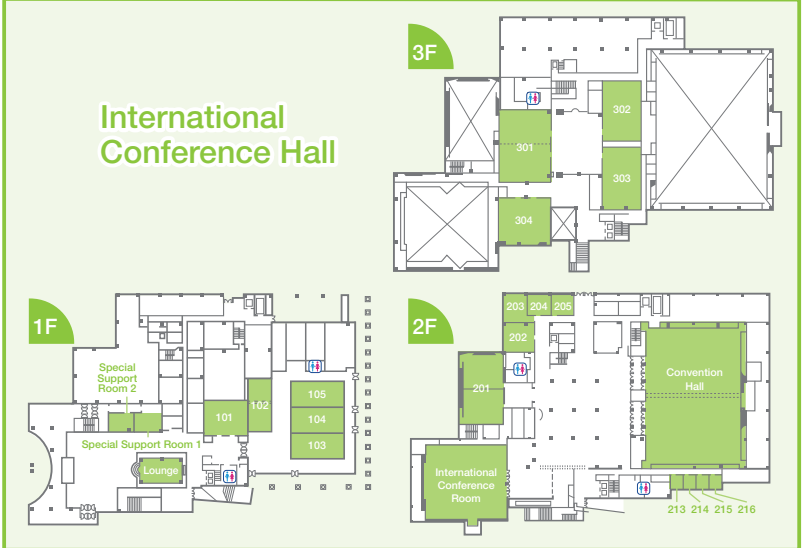 International
Conference Hall
3F
302
301
303
304
1F
Special
Support
Room 2
105
102
101
104
103
Special Support Room 1
Lounge
2F
203
204
205
202
201
Convention
Hall
International
Conference
Room
213
214
215
216